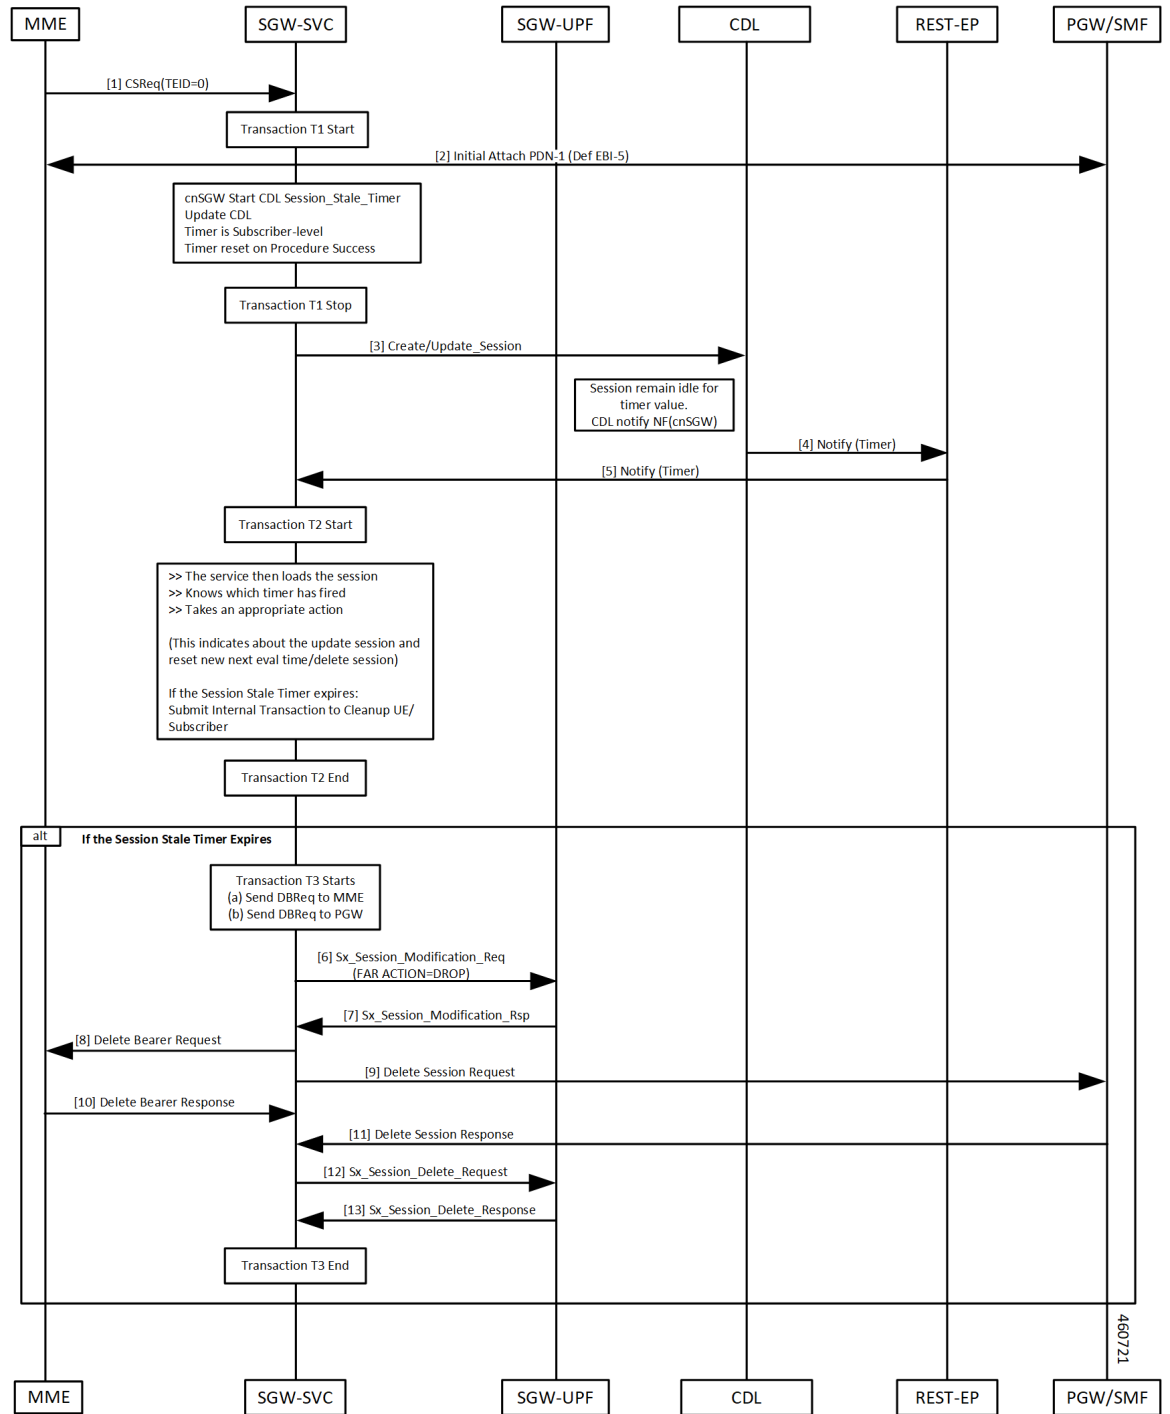 MME
SGW-SVC
SGW-UPF
CDL
REST-EP
PGW/SMF
[1] CSReq(TEID=0)
Transaction T1 Start
[2] Initial Attach PDN-1 (Def EBI-5)
cnSGW Start CDL Session_Stale_Timer
Update CDL
Timer is Subscriber-level
Timer reset on Procedure Success
Transaction T1 Stop
[3] Create/Update_Session
Session remain idle for
timer value.
CDL notify NF(cnSGW)
[4] Notify (Timer)
[5] Notify (Timer)
Transaction T2 Start
>> The service then loads the session
>> Knows which timer has fired
>> Takes an appropriate action
(This indicates about the update session and
reset new next eval time/delete session)
If the Session Stale Timer expires:
Submit Internal Transaction to Cleanup UE/
Subscriber
Transaction T2 End
alt
If the Session Stale Timer Expires
Transaction T3 Starts
(a) Send DBReq to MME
(b) Send DBReq to PGW
[6] Sx_Session_Modification_Req
(FAR ACTION=DROP)
[7] Sx_Session_Modification_Rsp
[8] Delete Bearer Request
[9] Delete Session Request
[10] Delete Bearer Response
[11] Delete Session Response
[12] Sx_Session_Delete_Request
[13] Sx_Session_Delete_Response
Transaction T3 End
460721
MME
SGW-SVC
SGW-UPF
CDL
REST-EP
PGW/SMF